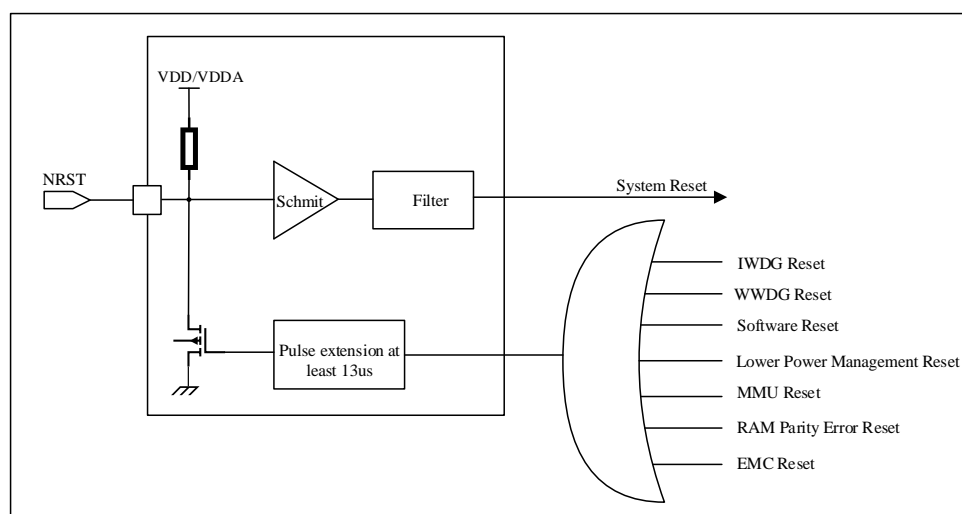 VDD/VDDA
NRST
Schmit
Filter
System Reset
IWDG Reset
WWDG Reset
Software Reset
Pulse extension at
least 13us
Lower Power Management Reset
MMU Reset
RAM Parity Error Reset
EMC Reset